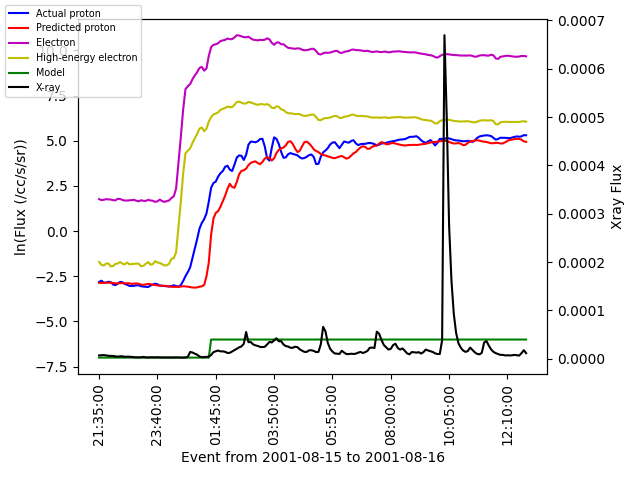 Actual proton
Predicted proton
Electron
High-energy electron
Model
X-ray
10.0
7.5
5.0
2.5
0.0
−2.5
−5.0
−7.5
ln(Flux (/cc/s/sr))
0.0007
0.0006
0.0005
0.0004
0.0003
0.0002
0.0001
0.0000
Xray Flux
21:35:00
23:40:00
01:45:00
03:50:00
05:55:00
08:00:00
10:05:00
12:10:00
Event from 2001-08-15 to 2001-08-16